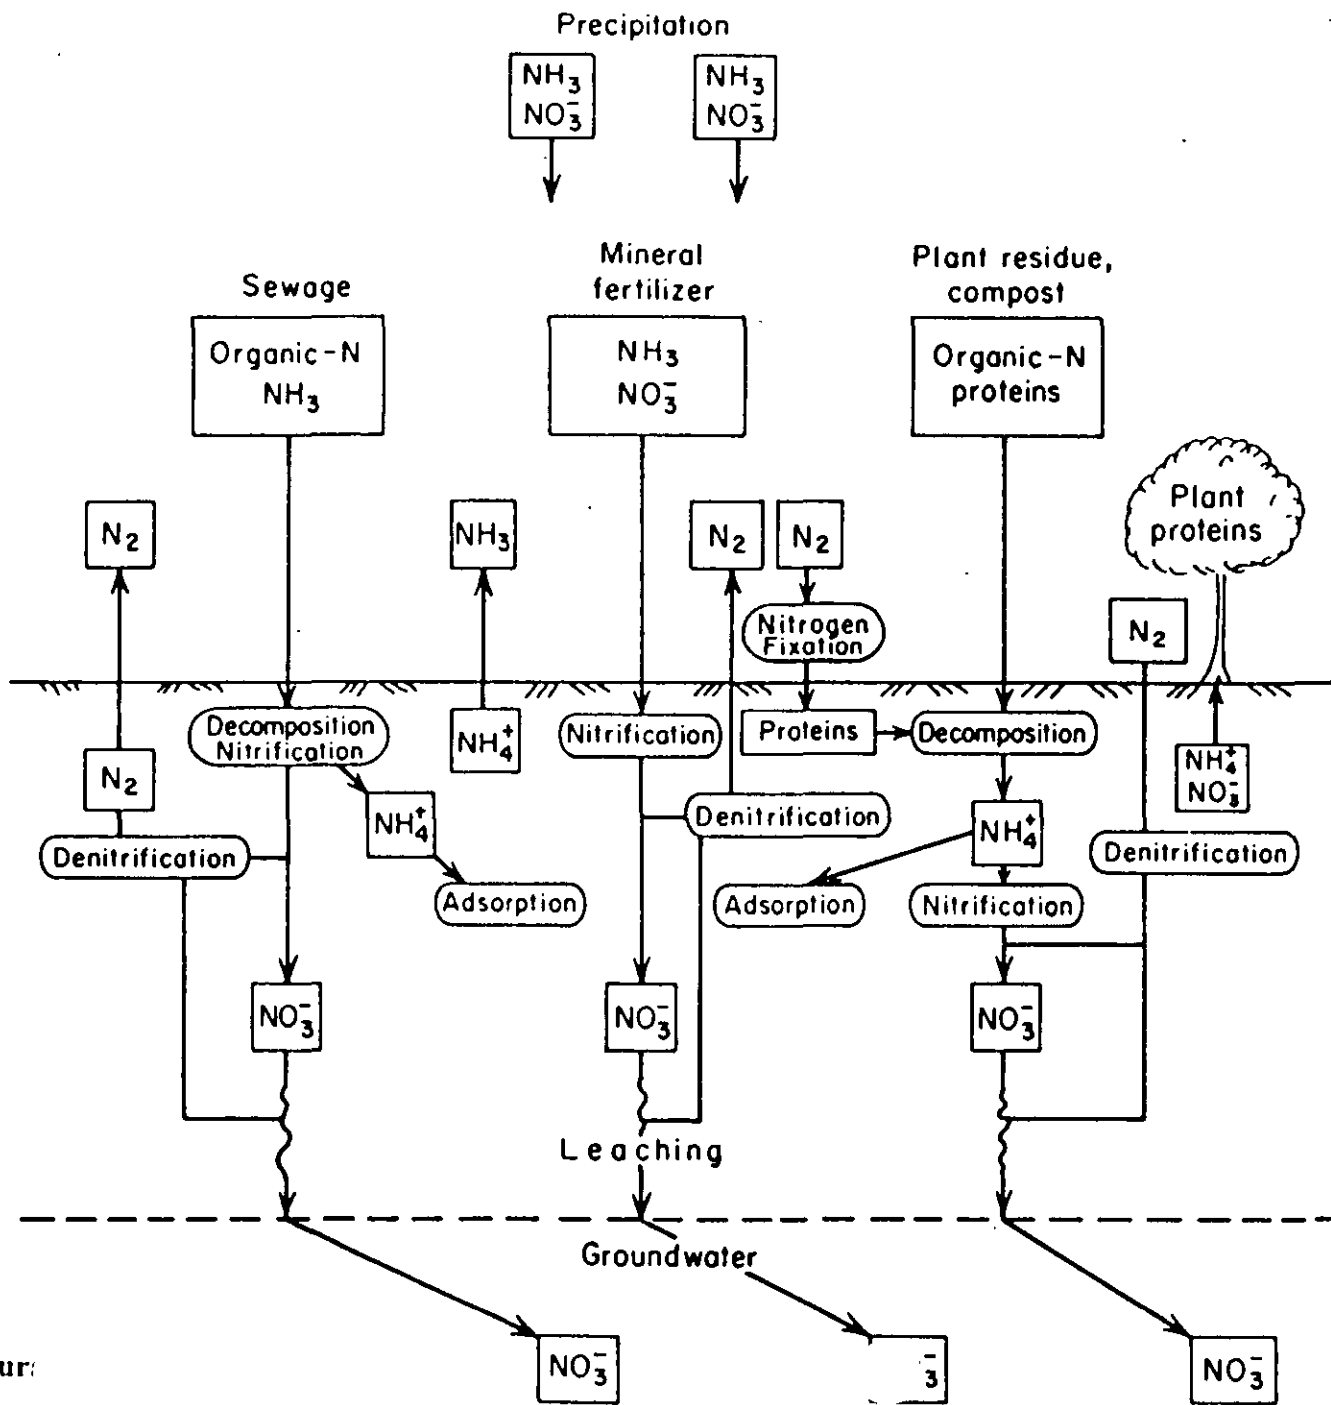 Precipitation
NH₃
NO₃⁻
NH₃
NO₃⁻
Sewage
Organic-N
NH₃
Mineral
fertilizer
NH₃
NO₃⁻
Plant residue,
compost
Organic-N
proteins
N₂
NH₃
N₂
N₂
Nitrogen
Fixation
Plant
proteins
N₂
Decomposition
Nitrification
NH₄⁺
Nitrification
Proteins
Decomposition
NH₄⁺
NO₃⁻
N₂
NH₄⁺
Denitrification
NH₄⁺
Denitrification
Denitrification
Adsorption
Adsorption
Nitrification
NO₃⁻
NO₃⁻
NO₃⁻
Leaching
Groundwater
NO₃⁻
₃⁻
NO₃⁻